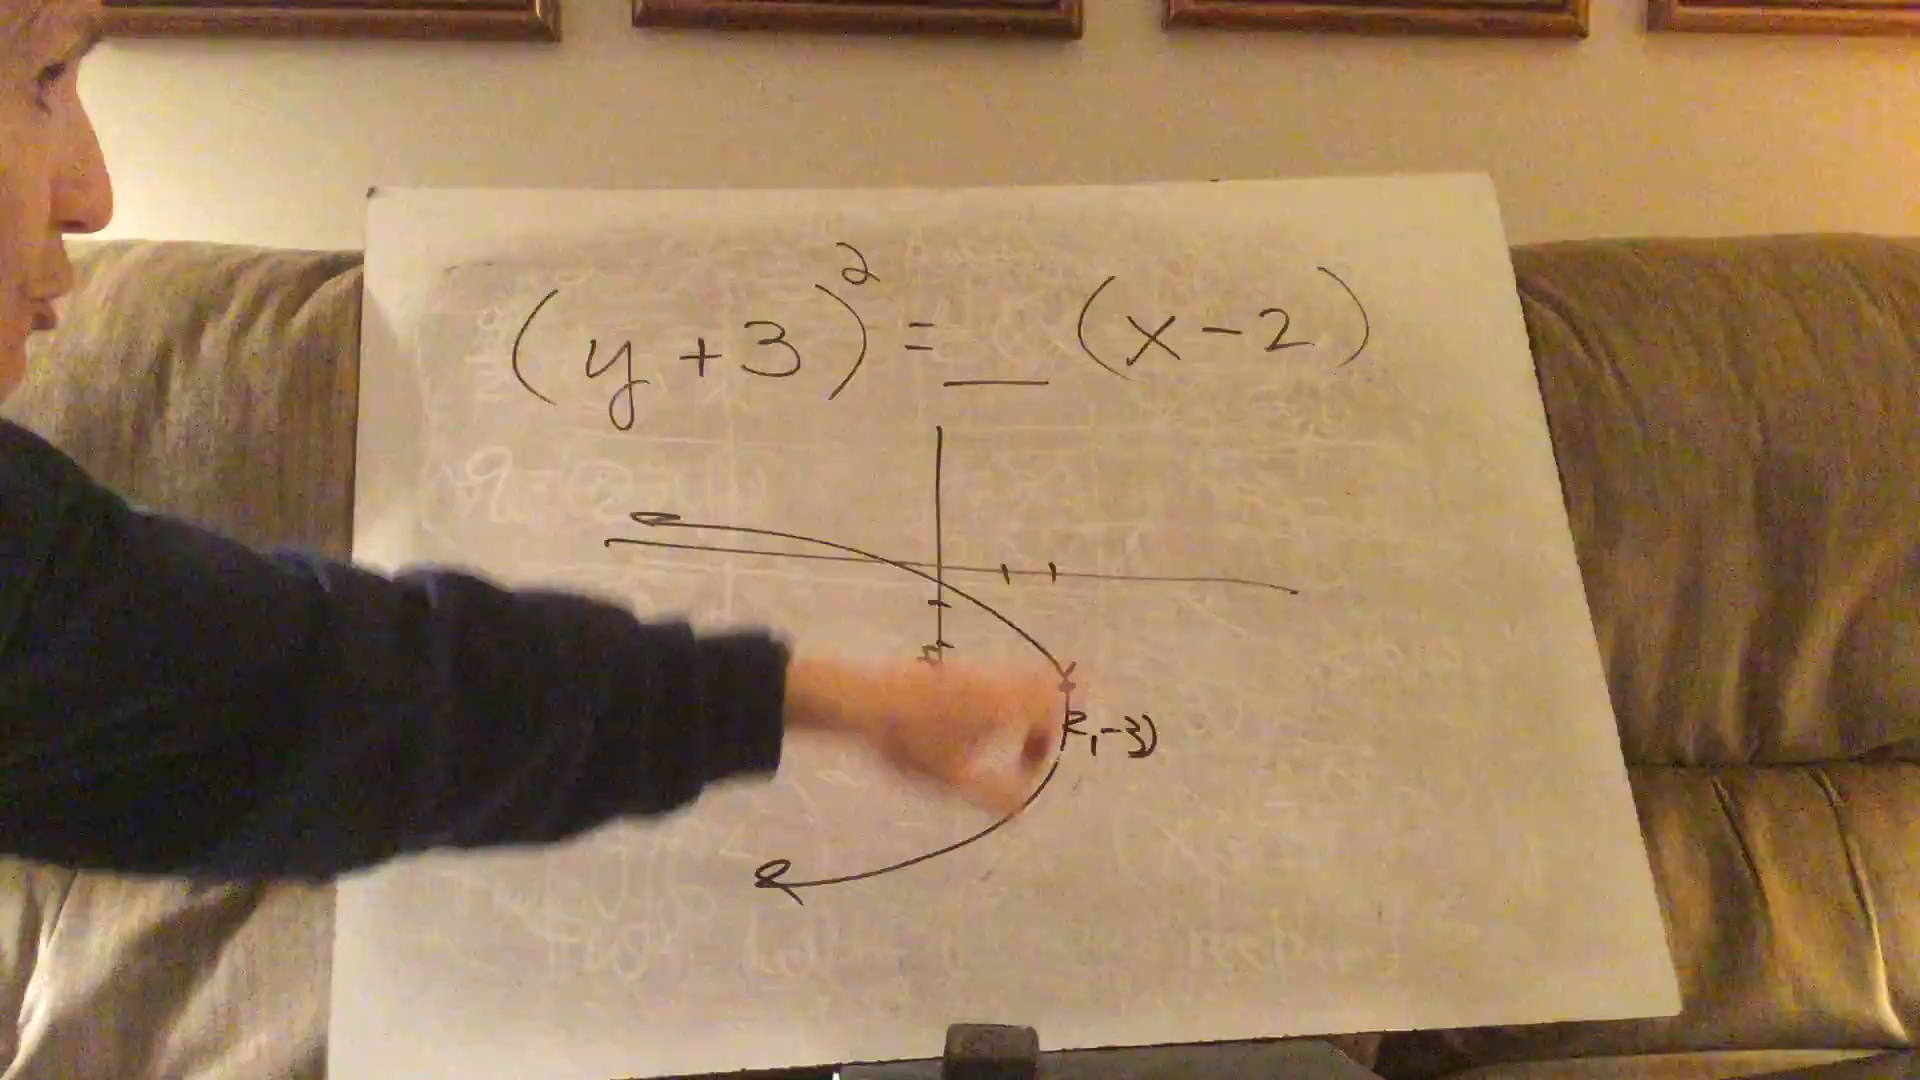 (y+3)² = __ (x-2)
(2,-3)